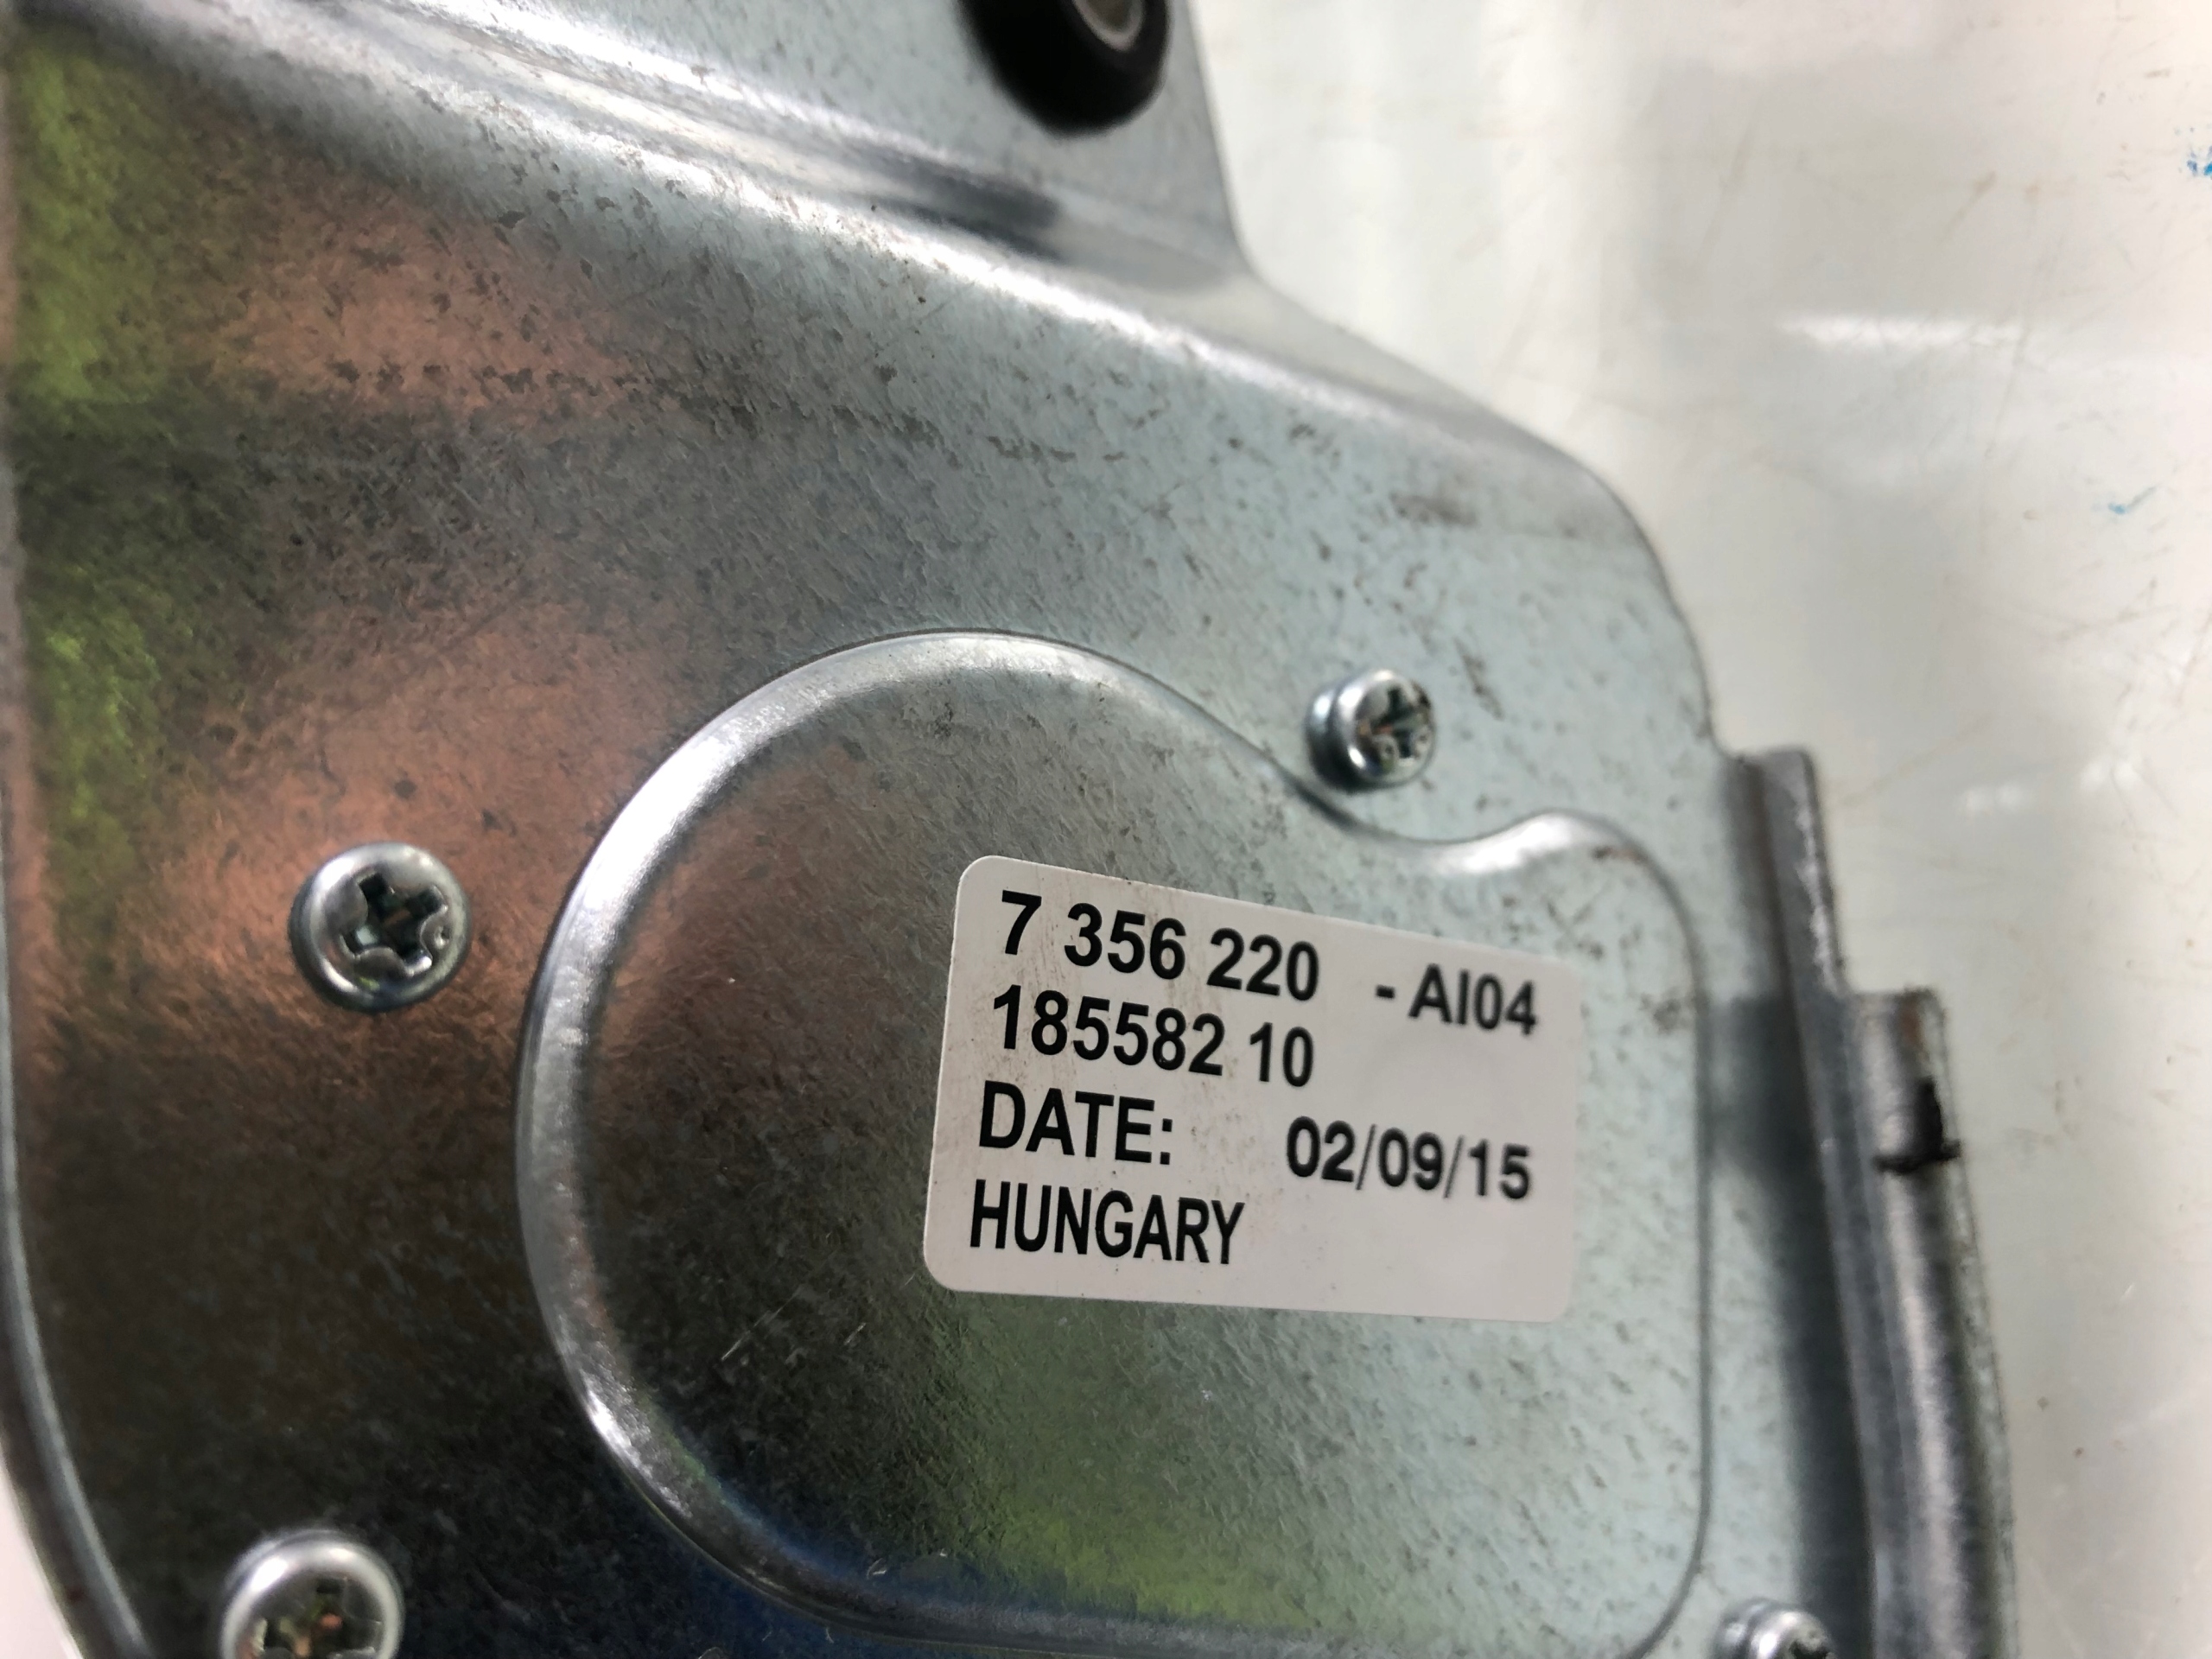 7 356 220 - AI04
185582 10
DATE: 02/09/15
HUNGARY